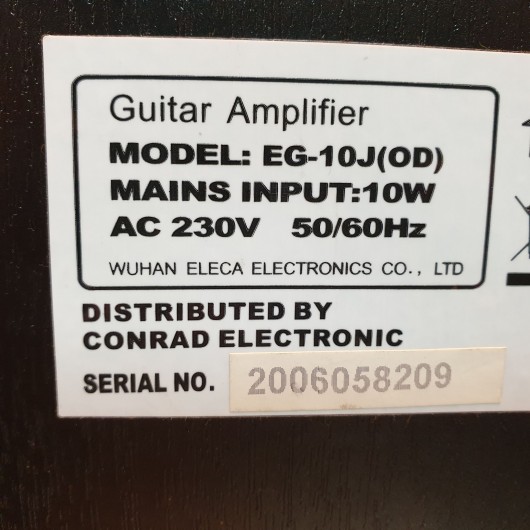 Guitar Amplifier
MODEL: EG-10J(OD)
MAINS INPUT:10W
AC 230V 50/60Hz
WUHAN ELECA ELECTRONICS CO., LTD
DISTRIBUTED BY
CONRAD ELECTRONIC
SERIAL NO. 2006058209